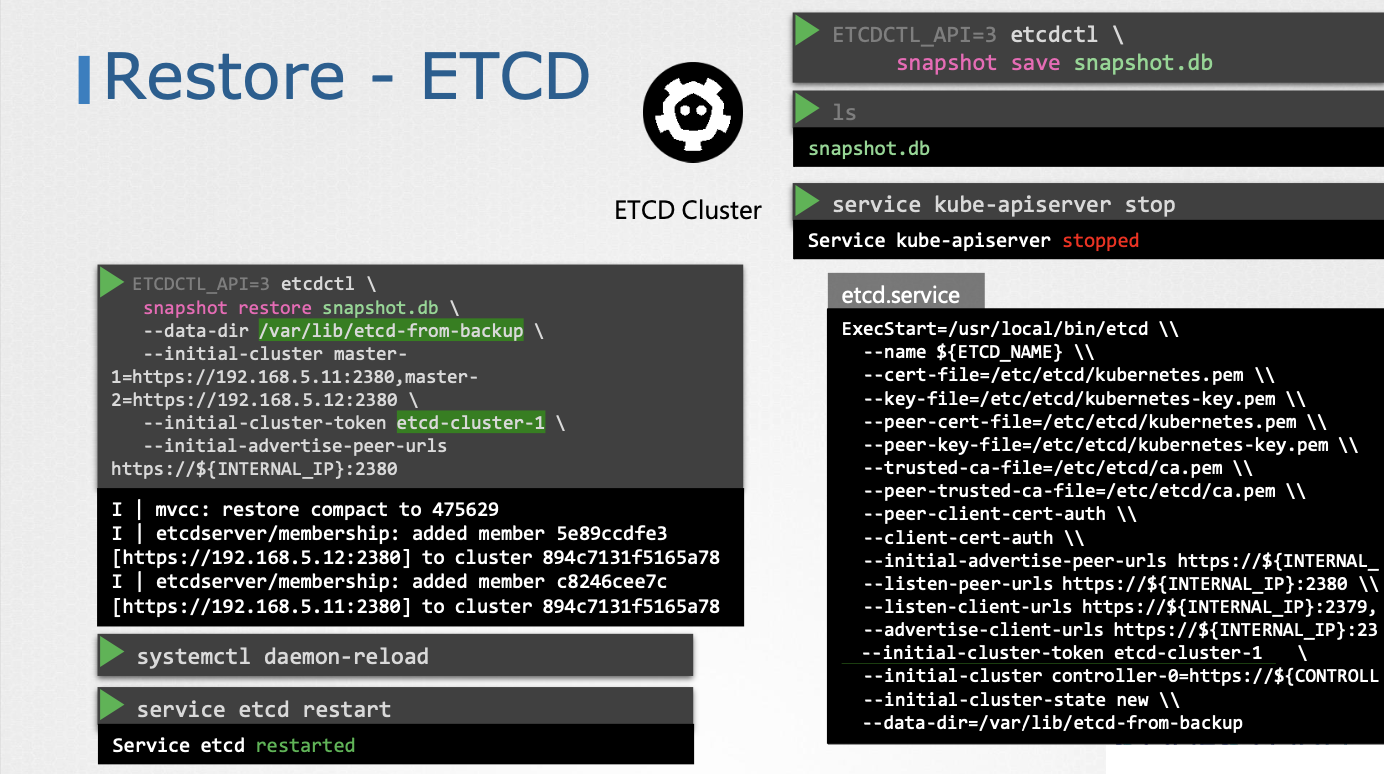 Restore - ETCD
ETCD Cluster
ETCDCTL_API=3 etcdctl \
snapshot save snapshot.db
ls
snapshot.db
service kube-apiserver stop
Service kube-apiserver stopped
ETCDCTL_API=3 etcdctl \
snapshot restore snapshot.db \
--data-dir /var/lib/etcd-from-backup \
--initial-cluster master-
1=https://192.168.5.11:2380,master-
2=https://192.168.5.12:2380 \
--initial-cluster-token etcd-cluster-1 \
--initial-advertise-peer-urls
https://${INTERNAL_IP}:2380
I | mvcc: restore compact to 475629
I | etcdserver/membership: added member 5e89ccdfe3
[https://192.168.5.12:2380] to cluster 894c7131f5165a78
I | etcdserver/membership: added member c8246cee7c
[https://192.168.5.11:2380] to cluster 894c7131f5165a78
systemctl daemon-reload
service etcd restart
Service etcd restarted
etcd.service
ExecStart=/usr/local/bin/etcd \\
--name ${ETCD_NAME} \\
--cert-file=/etc/etcd/kubernetes.pem \\
--key-file=/etc/etcd/kubernetes-key.pem \\
--peer-cert-file=/etc/etcd/kubernetes.pem \\
--peer-key-file=/etc/etcd/kubernetes-key.pem \\
--trusted-ca-file=/etc/etcd/ca.pem \\
--peer-trusted-ca-file=/etc/etcd/ca.pem \\
--peer-client-cert-auth \\
--client-cert-auth \\
--initial-advertise-peer-urls https://${INTERNAL_
--listen-peer-urls https://${INTERNAL_IP}:2380 \\
--listen-client-urls https://${INTERNAL_IP}:2379,
--advertise-client-urls https://${INTERNAL_IP}:23
--initial-cluster-token etcd-cluster-1 \
--initial-cluster controller-0=https://${CONTROLL
--initial-cluster-state new \\
--data-dir=/var/lib/etcd-from-backup